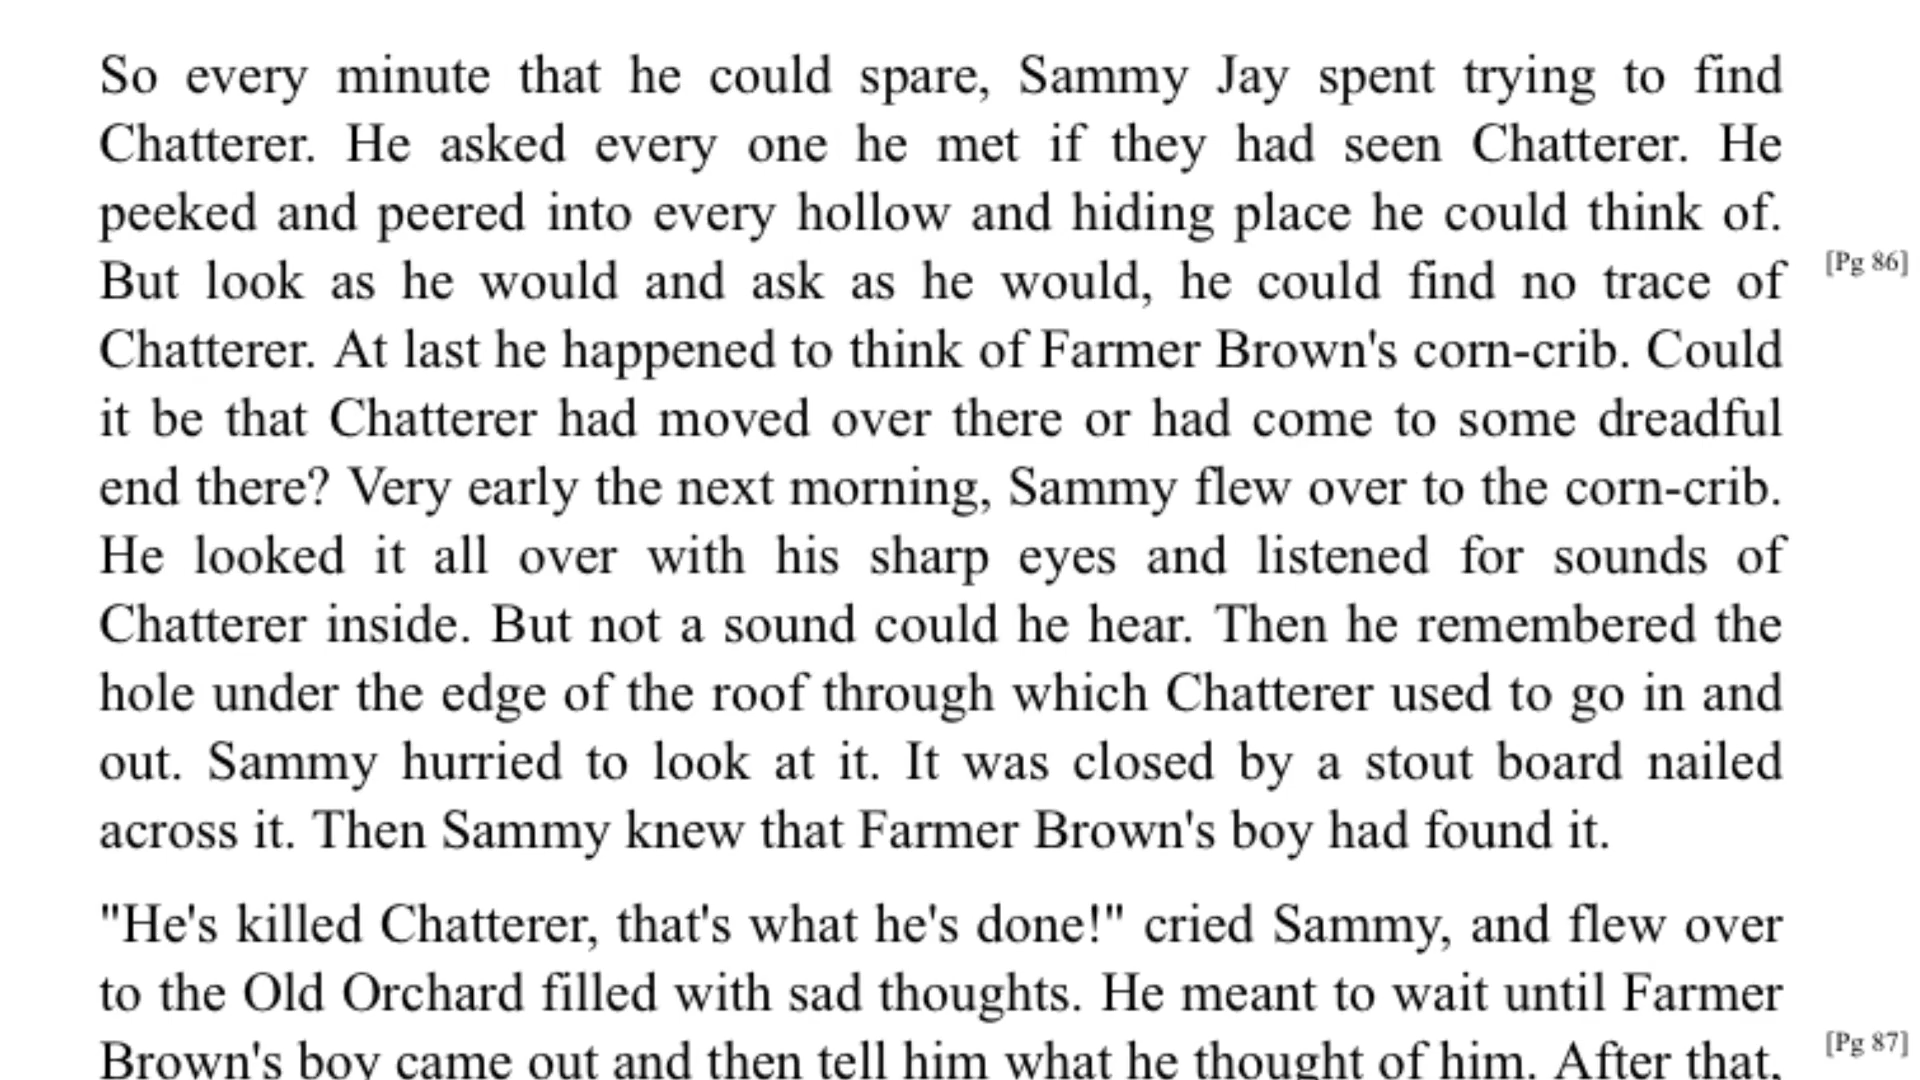 So every minute that he could spare, Sammy Jay spent trying to find
Chatterer. He asked every one he met if they had seen Chatterer. He
peeked and peered into every hollow and hiding place he could think of.
[Pg 86]
But look as he would and ask as he would, he could find no trace of
Chatterer. At last he happened to think of Farmer Brown's corn-crib. Could
it be that Chatterer had moved over there or had come to some dreadful
end there? Very early the next morning, Sammy flew over to the corn-crib.
He looked it all over with his sharp eyes and listened for sounds of
Chatterer inside. But not a sound could he hear. Then he remembered the
hole under the edge of the roof through which Chatterer used to go in and
out. Sammy hurried to look at it. It was closed by a stout board nailed
across it. Then Sammy knew that Farmer Brown's boy had found it.
"He's killed Chatterer, that's what he's done!" cried Sammy, and flew over
to the Old Orchard filled with sad thoughts. He meant to wait until Farmer
[Pg 87]
Brown's boy came out and then tell him what he thought of him. After that,